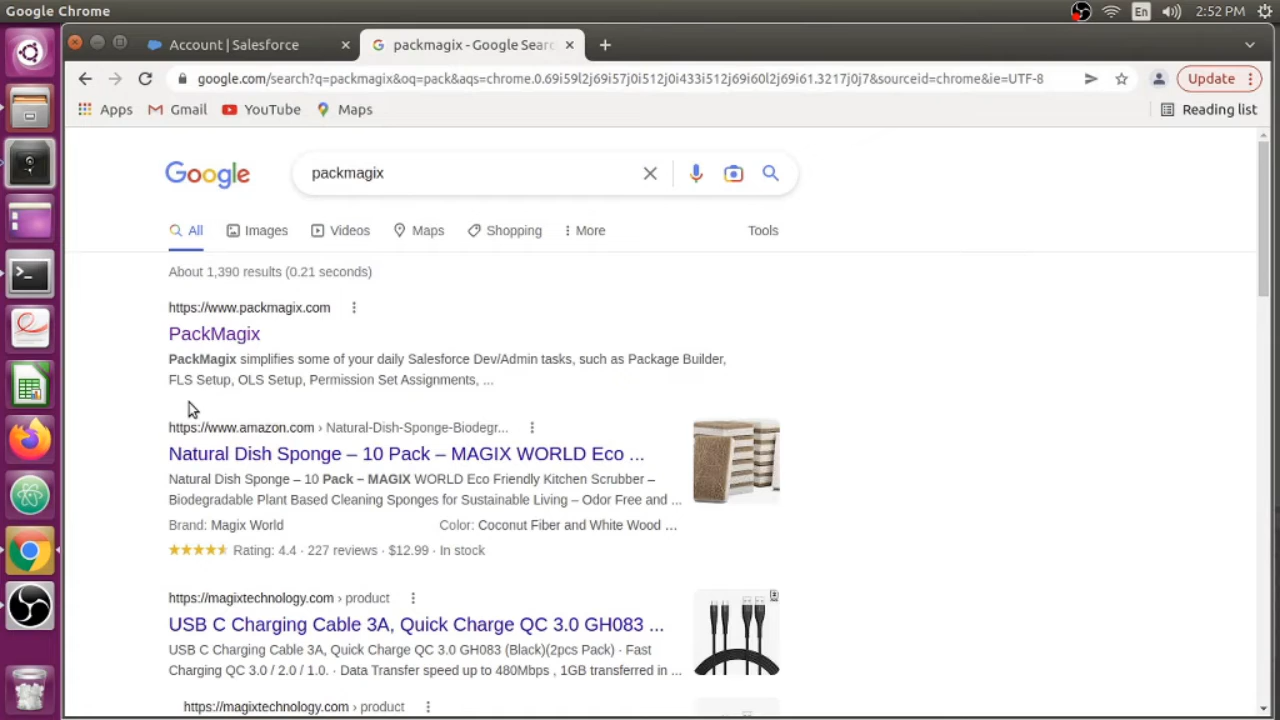 Google Chrome
En
2:52 PM
Account | Salesforce
packmagix - Google Searc
google.com/search?q=packmagix&oq=pack&aqs=chrome.0.69i59l2j69i57j0i512j0i433i512j69i60l2j69i61.3217j0j7&sourceid=chrome&ie=UTF-8
Update
Apps
Gmail
YouTube
Maps
Reading list
Google
packmagix
All
Images
Videos
Maps
Shopping
More
Tools
About 1,390 results (0.21 seconds)
https://www.packmagix.com
PackMagix
PackMagix simplifies some of your daily Salesforce Dev/Admin tasks, such as Package Builder,
FLS Setup, OLS Setup, Permission Set Assignments, ...
https://www.amazon.com › Natural-Dish-Sponge-Biodegr...
Natural Dish Sponge – 10 Pack – MAGIX WORLD Eco ...
Natural Dish Sponge – 10 Pack – MAGIX WORLD Eco Friendly Kitchen Scrubber –
Biodegradable Plant Based Cleaning Sponges for Sustainable Living – Odor Free and ...
Brand: Magix World
Color: Coconut Fiber and White Wood ...
Rating: 4.4 · 227 reviews · $12.99 · In stock
https://magixtechnology.com › product
USB C Charging Cable 3A, Quick Charge QC 3.0 GH083 ...
USB C Charging Cable 3A, Quick Charge QC 3.0 GH083 (Black)(2pcs Pack) · Fast
Charging QC 3.0 / 2.0 / 1.0. · Data Transfer speed up to 480Mbps , 1GB transferred in ...
https://magixtechnology.com › product